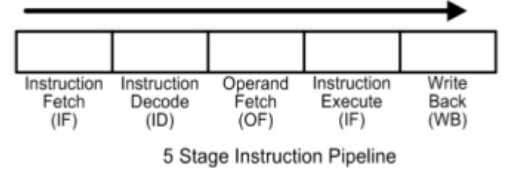 Instruction Fetch (IF)
Instruction Decode (ID)
Operand Fetch (OF)
Instruction Execute (IF)
Write Back (WB)
5 Stage Instruction Pipeline